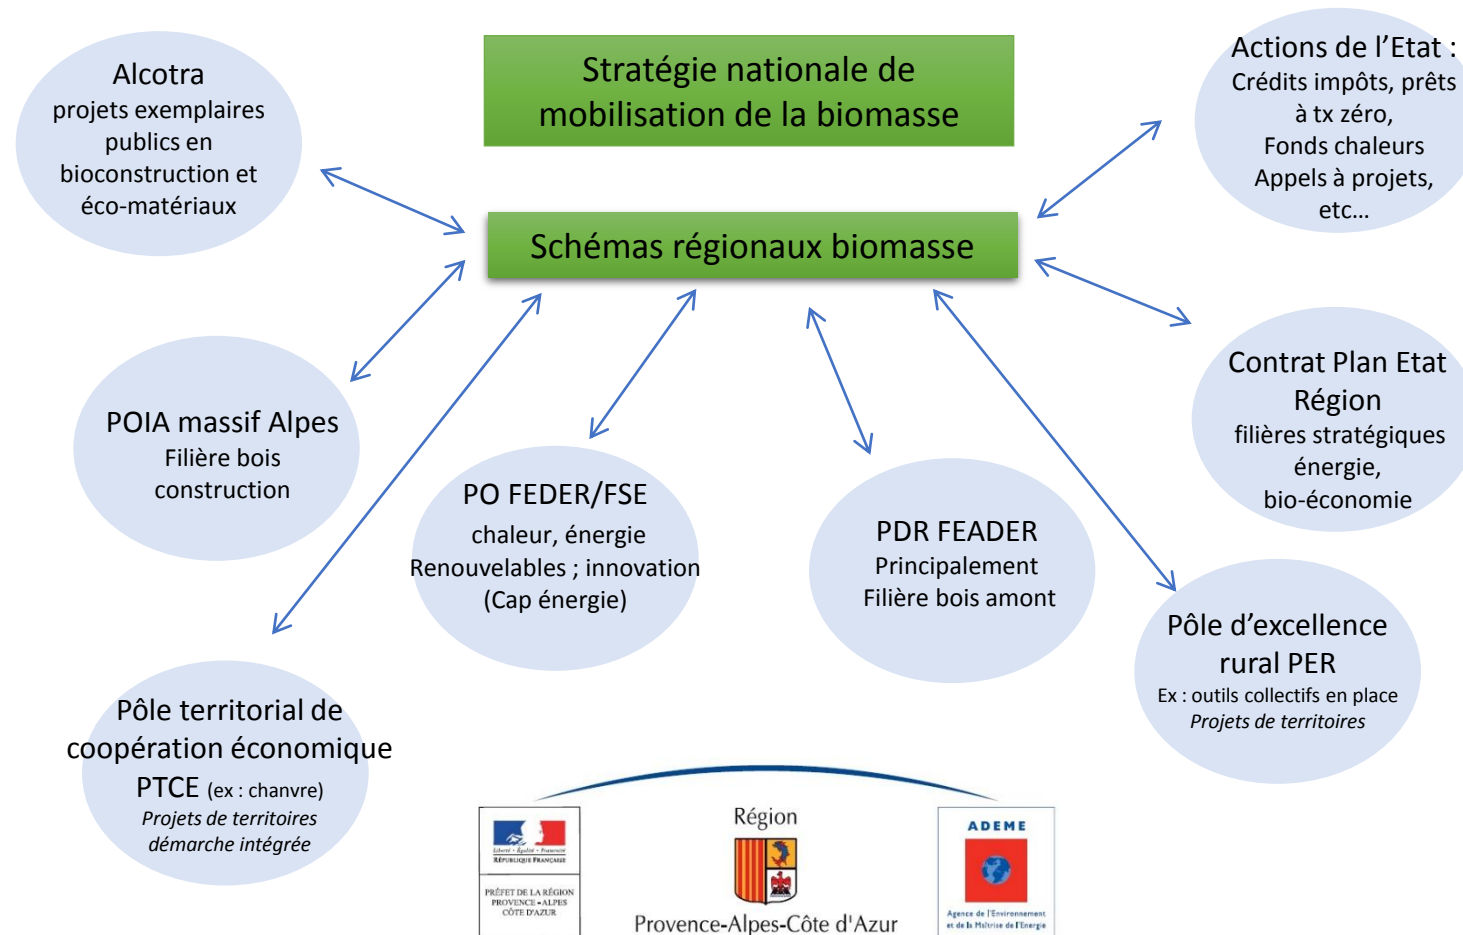 Alcotra
projets exemplaires
publics en
bioconstruction et
éco-matériaux
Stratégie nationale de
mobilisation de la biomasse
Actions de l'Etat :
Crédits impôts, prêts
à tx zéro,
Fonds chaleurs
Appels à projets,
etc...
Schémas régionaux biomasse
POIA massif Alpes
Filière bois
construction
Contrat Plan Etat
Région
filières stratégiques
énergie,
bio-économie
PO FEDER/FSE
chaleur, énergie
Renouvelables ; innovation
(Cap énergie)
PDR FEADER
Principalement
Filière bois amont
Pôle d'excellence
rural PER
Ex : outils collectifs en place
Projets de territoires
Pôle territorial de
coopération économique
PTCE (ex : chanvre)
Projets de territoires
démarche intégrée
Liberté • Égalité • Fraternité
RÉPUBLIQUE FRANÇAISE
PRÉFET DE LA RÉGION
PROVENCE - ALPES
CÔTE D'AZUR
Région
Provence-Alpes-Côte d'Azur
ADEME
Agence de l'Environnement
et de la Maîtrise de l'Energie